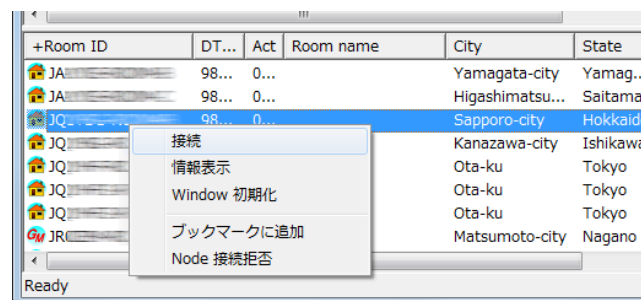 +Room ID DT... Act Room name City State
JA 98... 0... Yamagata-city Yamag..
JA 98... 0... Higashimatsu... Saitama
JQ 98... 0... Sapporo-city Hokkaid
JQ Kanazawa-city Ishikawa
JQ Ota-ku Tokyo
JQ Ota-ku Tokyo
JQ Ota-ku Tokyo
GM JR Matsumoto-city Nagano
接続
情報表示
Window 初期化
ブックマークに追加
Node 接続拒否
Ready